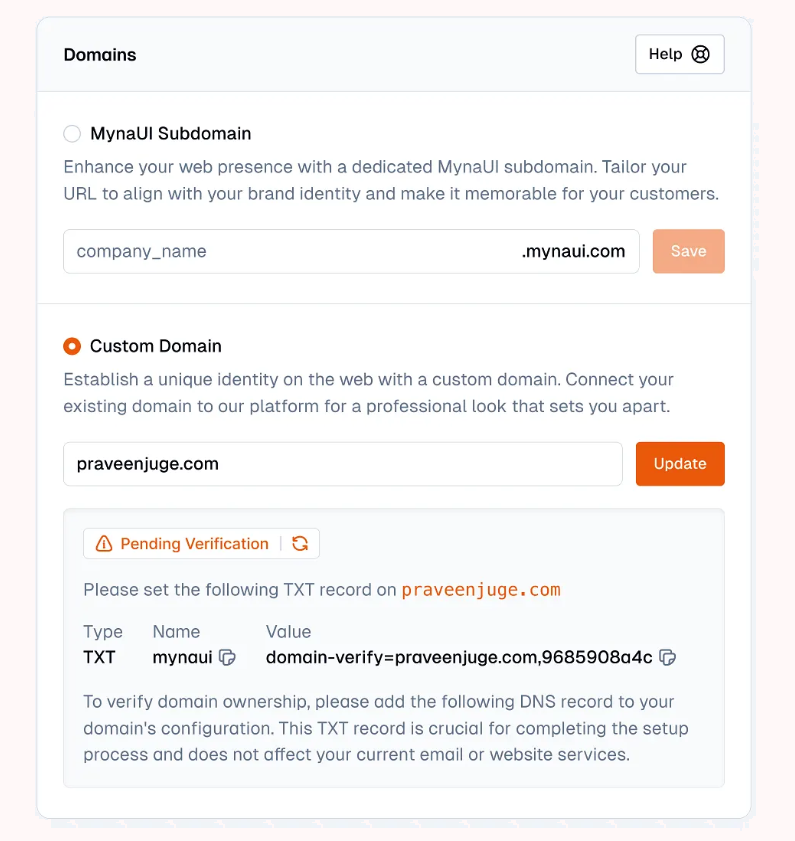 Domains
Help
MynaUI Subdomain
Enhance your web presence with a dedicated MynaUI subdomain. Tailor your
URL to align with your brand identity and make it memorable for your customers.
company_name .mynaui.com Save
Custom Domain
Establish a unique identity on the web with a custom domain. Connect your
existing domain to our platform for a professional look that sets you apart.
praveenjuge.com Update
Pending Verification
Please set the following TXT record on praveenjuge.com
Type Name Value
TXT mynaui domain-verify=praveenjuge.com,9685908a4c
To verify domain ownership, please add the following DNS record to your
domain's configuration. This TXT record is crucial for completing the setup
process and does not affect your current email or website services.